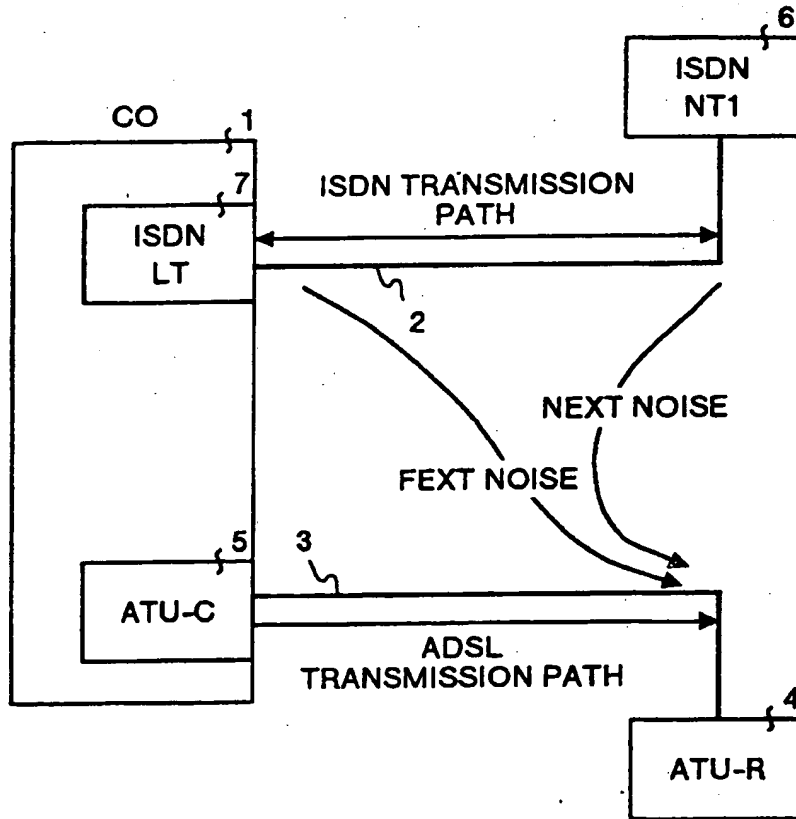 6
ISDN
NT1
CO
1
7
ISDN
LT
ISDN TRANSMISSION
PATH
2
NEXT NOISE
FEXT NOISE
5
ATU-C
3
ADSL
TRANSMISSION PATH
4
ATU-R